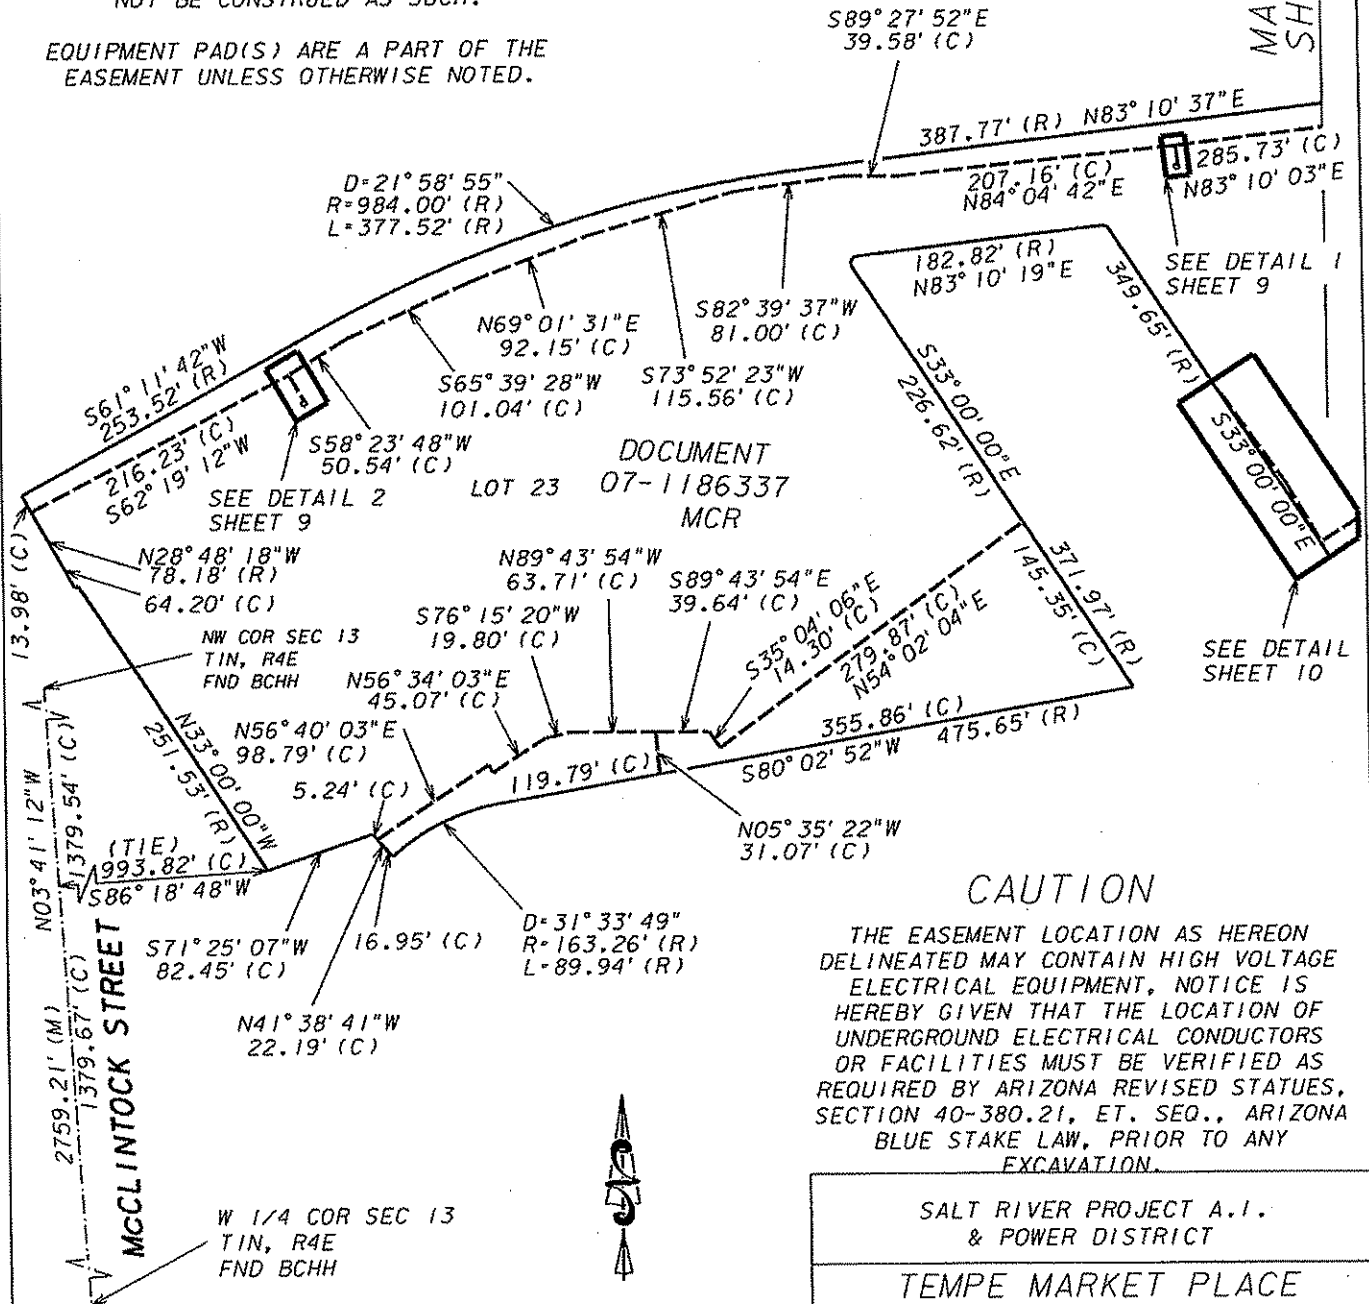 NOT BE CONSTRUED AS SUCH.
EQUIPMENT PAD(S) ARE A PART OF THE
EASEMENT UNLESS OTHERWISE NOTED.
S89°27'52"E
39.58' (C)
MA
SH
387.77' (R) N83°10'37"E
285.73' (C)
N83°10'03"E
207.16' (C)
N84°04'42"E
D=21°58'55"
R=984.00' (R)
L=377.52' (R)
182.82' (R)
N83°10'19"E
SEE DETAIL 1
SHEET 9
349.65' (R)
N69°01'31"E
92.15' (C)
S82°39'37"W
81.00' (C)
S61°11'42"W
253.52' (R)
S65°39'28"W
101.04' (C)
S73°52'23"W
115.56' (C)
S33°00'00"E
226.62' (R)
S33°00'00"E
216.23' (C)
S62°19'12"W
S58°23'48"W
50.54' (C)
SEE DETAIL 2
SHEET 9
LOT 23
DOCUMENT
07-1186337
MCR
13.98' (C)
N28°48'18"W
78.18' (R)
64.20' (C)
N89°43'54"W
63.71' (C)
S89°43'54"E
39.64' (C)
S76°15'20"W
19.80' (C)
S35°04'06"E
14.30' (C)
279.87' (C)
N54°02'04"E
371.97' (R)
145.35' (C)
SEE DETAIL
SHEET 10
NW COR SEC 13
T1N, R4E
FND BCHH
N56°34'03"E
45.07' (C)
N56°40'03"E
98.79' (C)
5.24' (C)
N33°00'00"W
251.53' (R)
119.79' (C)
355.86' (C)
S80°02'52"W 475.65' (R)
N05°35'22"W
31.07' (C)
N03°41'12"W
1379.54' (C)
(TIE)
993.82' (C)
S86°18'48"W
S71°25'07"W
82.45' (C)
16.95' (C)
D=31°33'49"
R=163.26' (R)
L=89.94' (R)
N41°38'41"W
22.19' (C)
2759.21' (M)
1379.67' (C)
McCLINTOCK STREET
W 1/4 COR SEC 13
T1N, R4E
FND BCHH
CAUTION
THE EASEMENT LOCATION AS HEREON
DELINEATED MAY CONTAIN HIGH VOLTAGE
ELECTRICAL EQUIPMENT, NOTICE IS
HEREBY GIVEN THAT THE LOCATION OF
UNDERGROUND ELECTRICAL CONDUCTORS
OR FACILITIES MUST BE VERIFIED AS
REQUIRED BY ARIZONA REVISED STATUES,
SECTION 40-380.21, ET. SEQ., ARIZONA
BLUE STAKE LAW, PRIOR TO ANY
EXCAVATION.
SALT RIVER PROJECT A.I.
& POWER DISTRICT
TEMPE MARKET PLACE